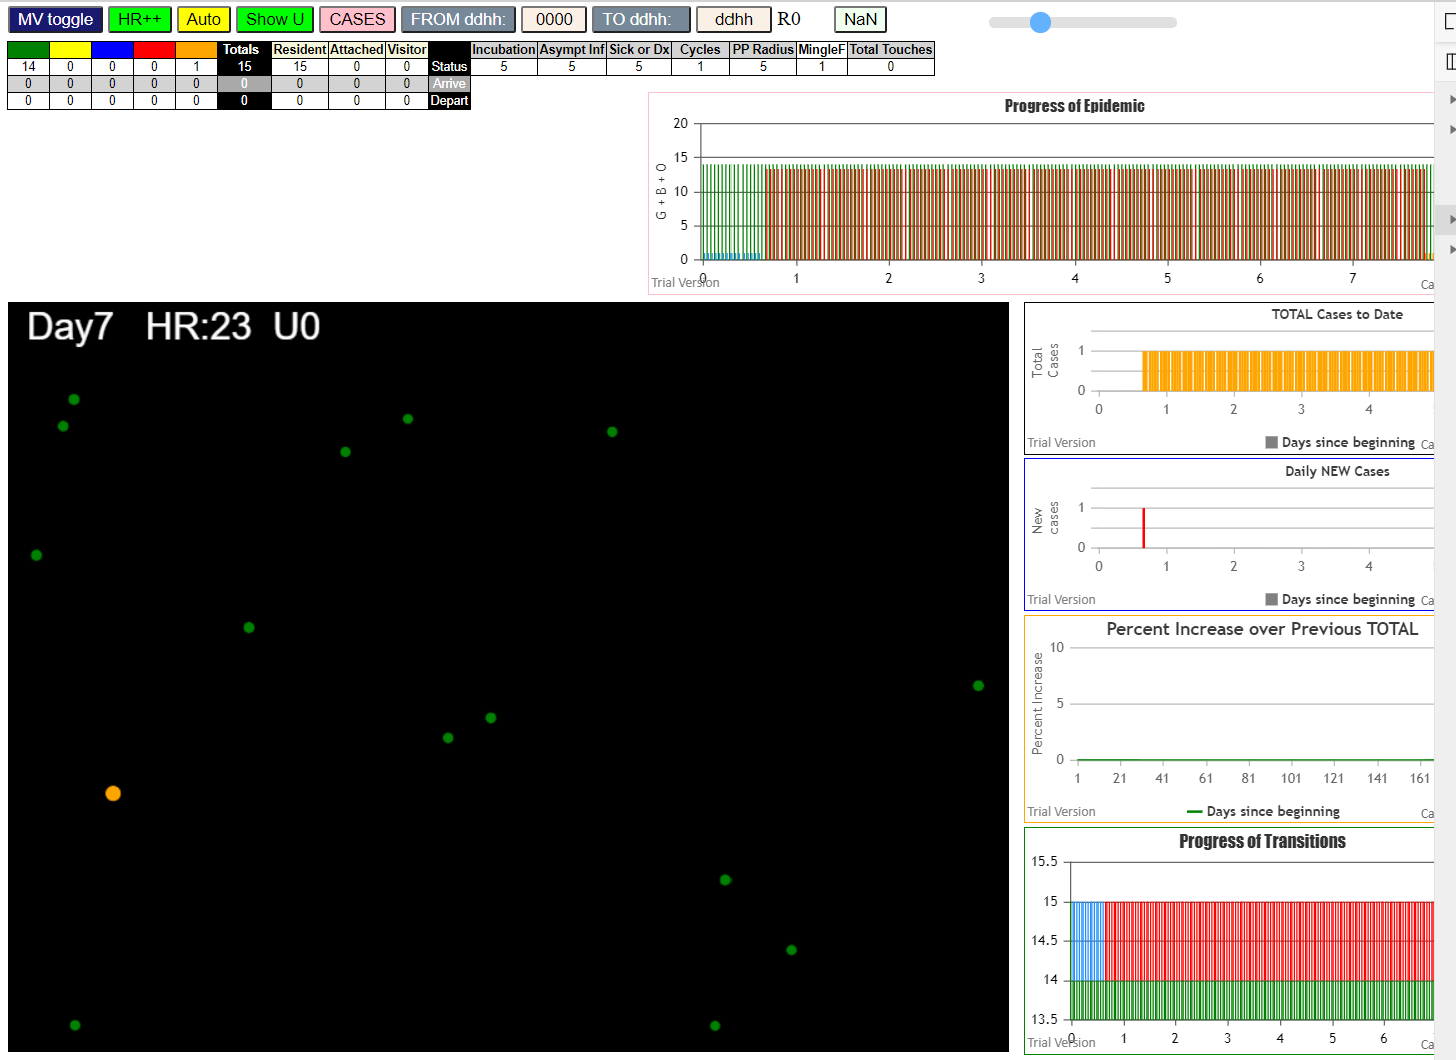 MV toggle HR++ Auto Show U CASES FROM ddhh: 0000 TO ddhh: ddhh R0 NaN
Totals Resident Attached Visitor Incubation Asympt Inf Sick or Dx Cycles PP Radius MingleF Total Touches
14 0 0 0 1 15 15 0 0 Status 5 5 5 1 5 1 0
0 0 0 0 0 0 0 0 0 Arrive
0 0 0 0 0 0 0 0 0 Depart
Progress of Epidemic
20
15
10
5
0
G + B + O
0 1 2 3 4 5 6 7
Trial Version Ca
Day7 HR:23 U0
TOTAL Cases to Date
Total
Cases
1
0
0 1 2 3 4
Days since beginning
Trial Version Ca
Daily NEW Cases
New
cases
1
0
0 1 2 3 4
Days since beginning
Trial Version Ca
Percent Increase over Previous TOTAL
Percent Increase
10
5
0
1 21 41 61 81 101 121 141 161
Days since beginning
Trial Version Ca
Progress of Transitions
15.5
15
14.5
14
13.5
0 1 2 3 4 5 6
Trial Version Ca